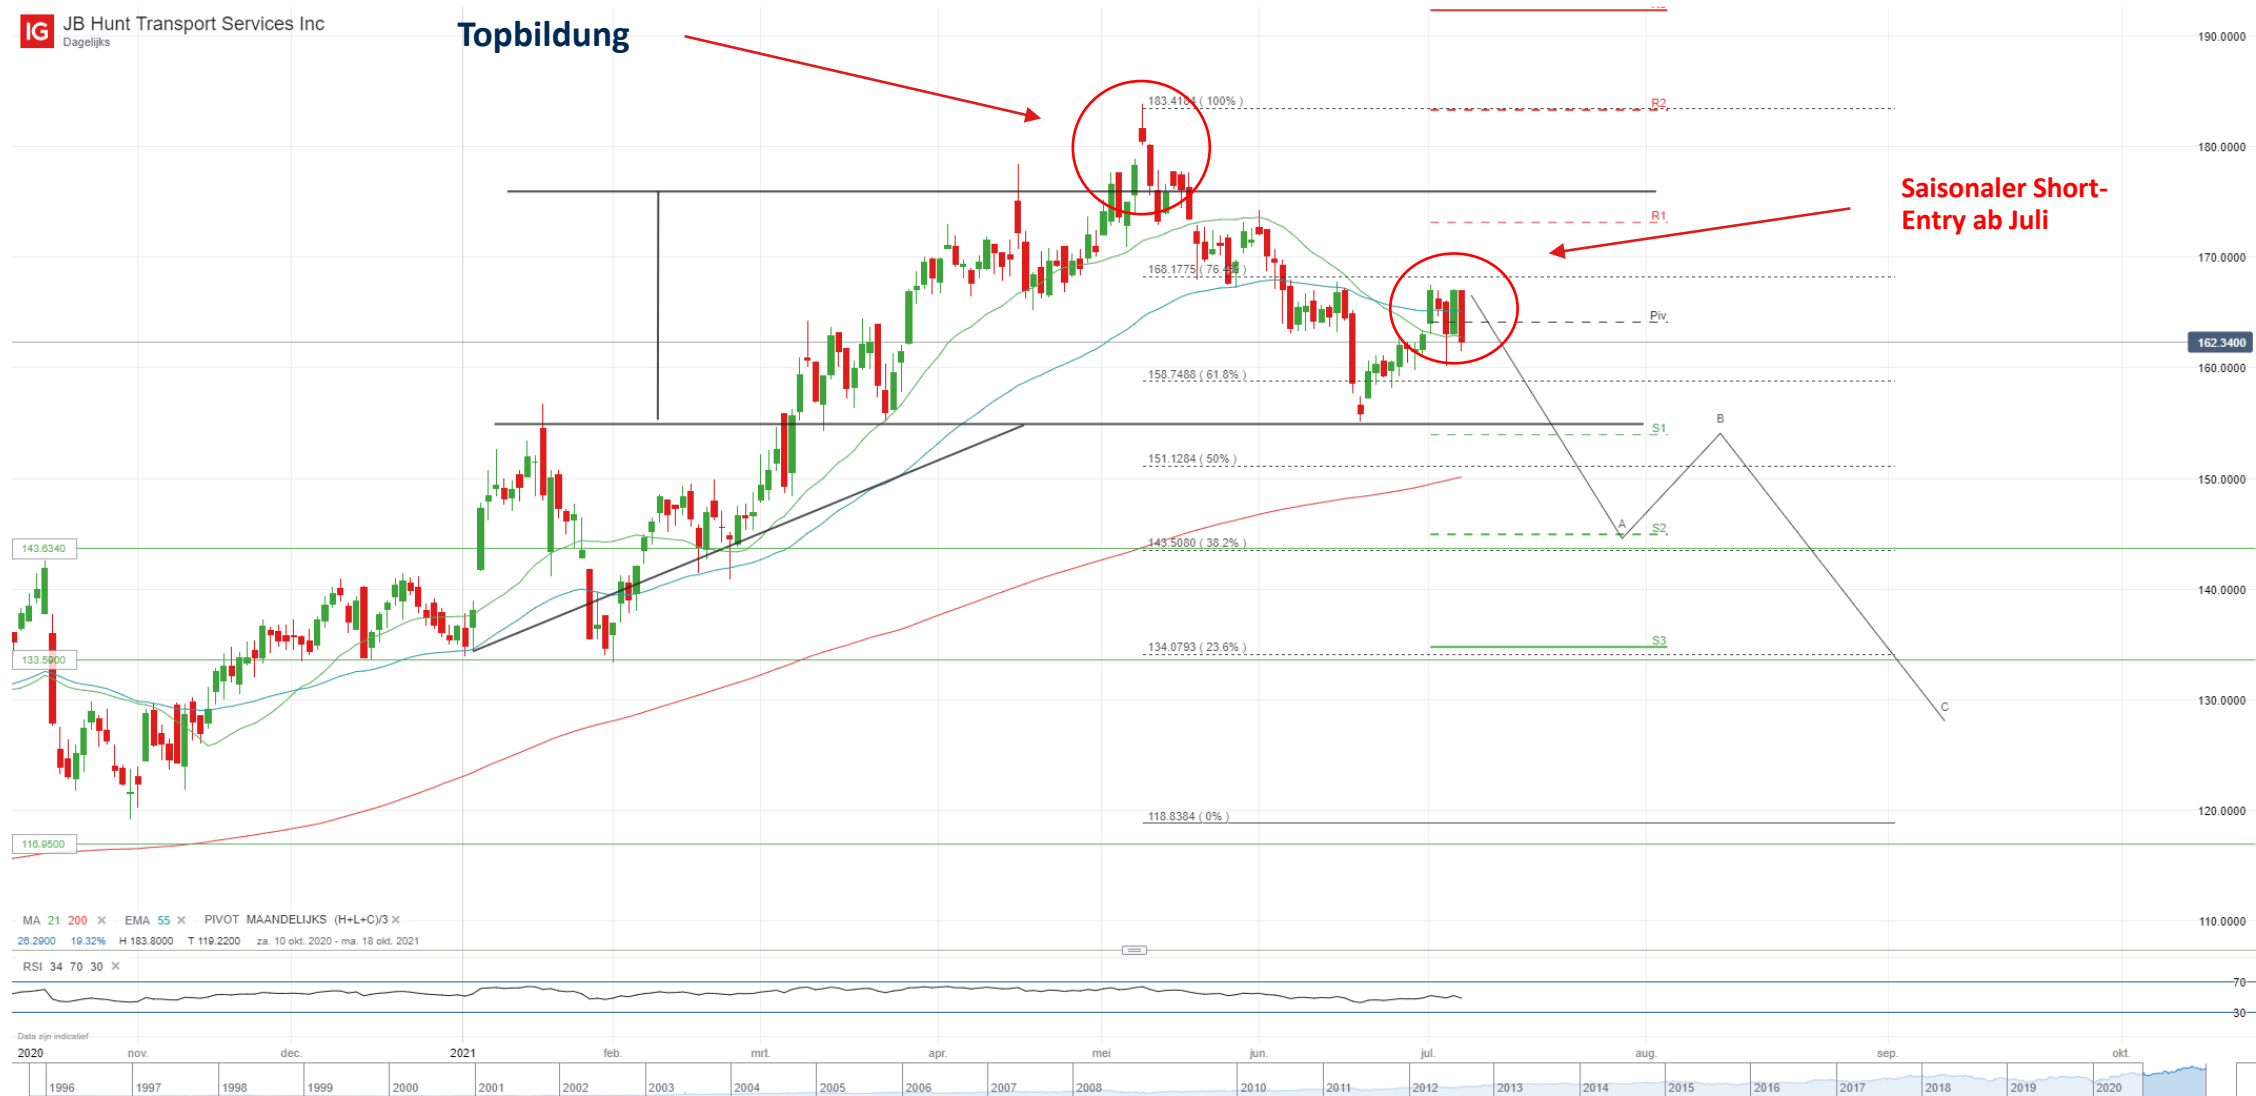 IG
JB Hunt Transport Services Inc
Dagelijks
Topbildung
190.0000
183.4184 ( 100% )
R2
180.0000
Saisonaler Short-
Entry ab Juli
R1
170.0000
168.1775
Piv
162.3400
160.0000
158.7488 ( 61.8% )
B
S1
151.1284 ( 50% )
150.0000
A
S2
143.6340
143.5080 ( 38.2% )
140.0000
S3
133.5900
134.0793 ( 23.6% )
130.0000
C
120.0000
118.8384 ( 0% )
116.9500
110.0000
MA 21 200 EMA 55 PIVOT MAANDELIJKS (H+L+C)/3
26.2900 19.32% H 183.8000 T 119.2200 za. 10 okt. 2020 - ma. 18 okt. 2021
RSI 34 70 30
70
30
Data zijn indicatief
2020 nov. dec. 2021 feb. mrt. apr. mei jun. jul. aug. sep. okt.
1996 1997 1998 1999 2000 2001 2002 2003 2004 2005 2006 2007 2008 2010 2011 2012 2013 2014 2015 2016 2017 2018 2019 2020